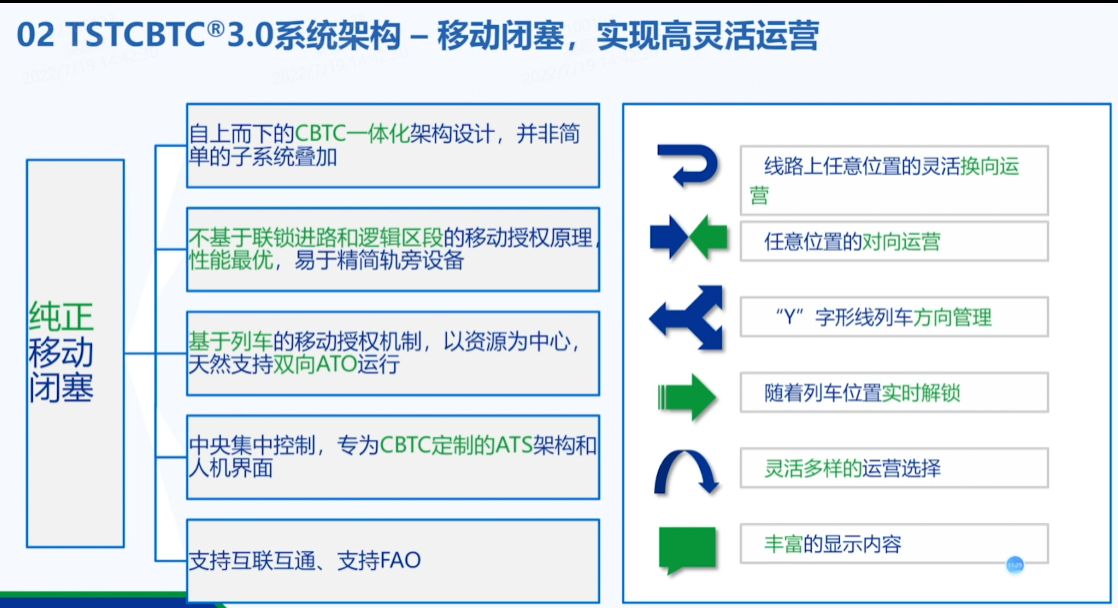 02 TSTCBTC®3.0系统架构 – 移动闭塞，实现高灵活运营
纯正
移动
闭塞
自上而下的CBTC一体化架构设计，并非简
单的子系统叠加
不基于联锁进路和逻辑区段的移动授权原理，
性能最优，易于精简轨旁设备
基于列车的移动授权机制，以资源为中心，
天然支持双向ATO运行
中央集中控制，专为CBTC定制的ATS架构和
人机界面
支持互联互通、支持FAO
线路上任意位置的灵活换向运
营
任意位置的对向运营
“Y”字形线列车方向管理
随着列车位置实时解锁
灵活多样的运营选择
丰富的显示内容